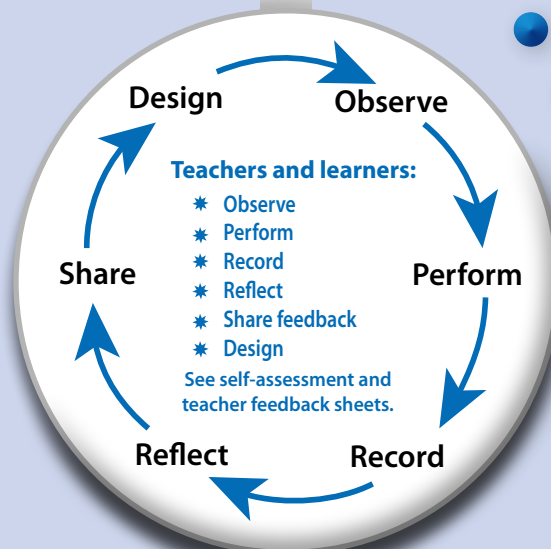 Design
Observe
Teachers and learners:
Observe
Perform
Record
Reflect
Share feedback
Design
See self-assessment and
teacher feedback sheets.
Share
Perform
Reflect
Record